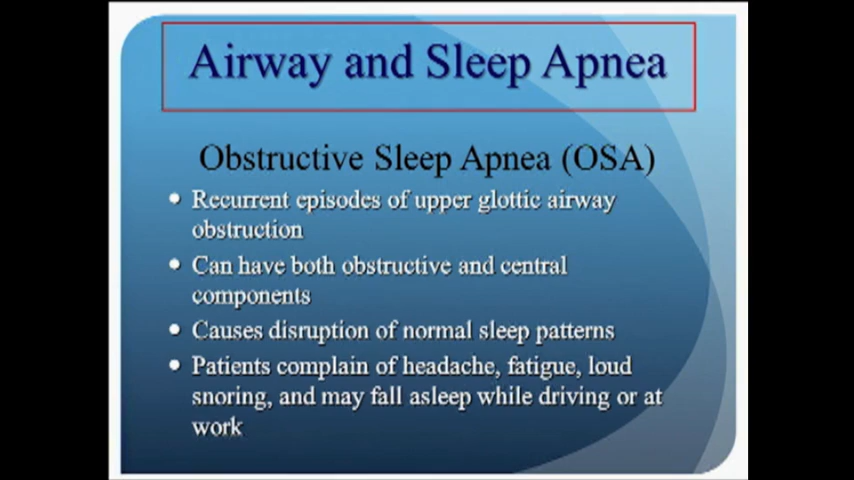 Airway and Sleep Apnea
Obstructive Sleep Apnea (OSA)
• Recurrent episodes of upper glottic airway
obstruction
• Can have both obstructive and central
components
• Causes disruption of normal sleep patterns
• Patients complain of headache, fatigue, loud
snoring, and may fall asleep while driving or at
work